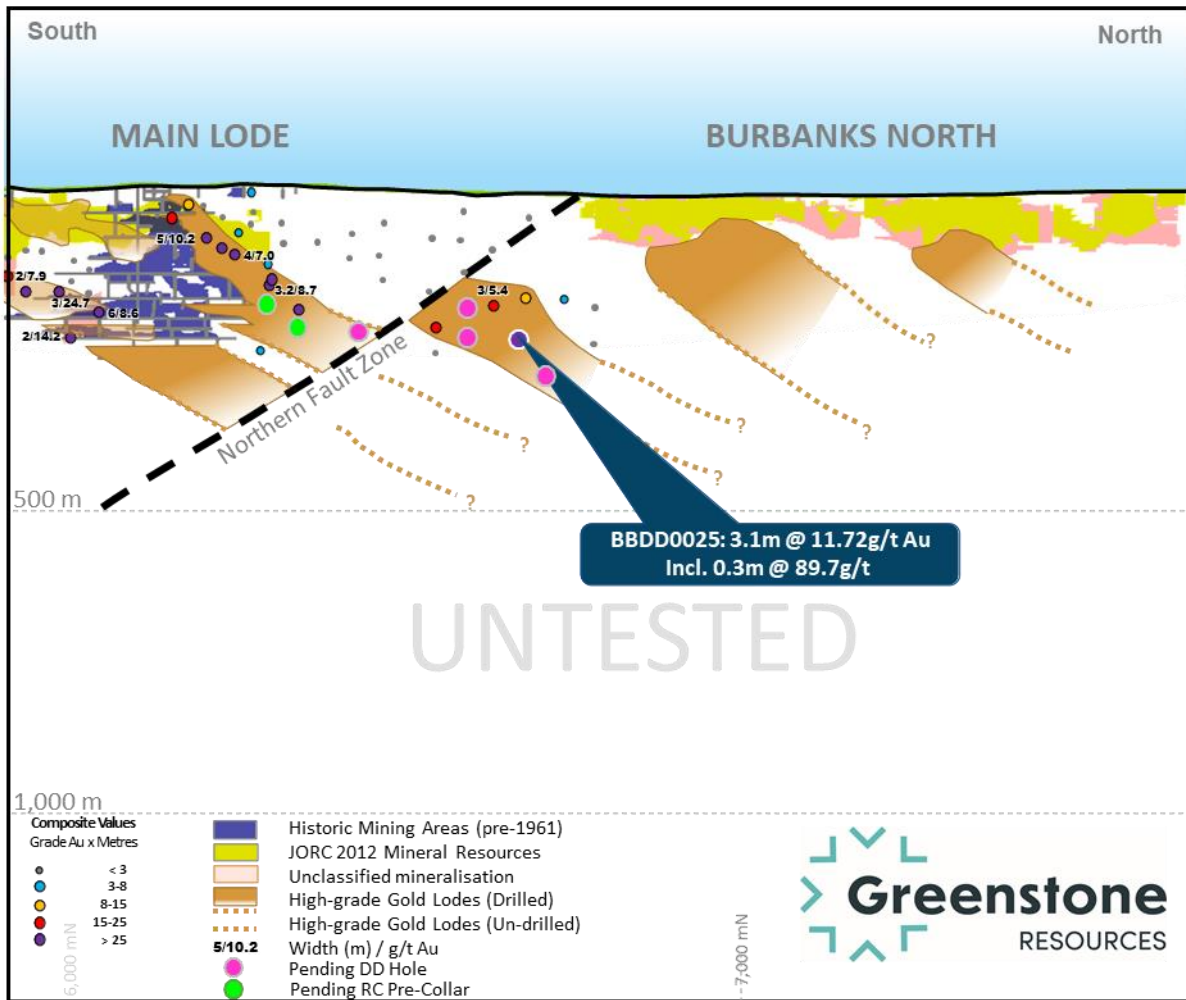 South
North
MAIN LODE
BURBANKS NORTH
5/10.2
4/7.0
2/7.9
3/24.7
6/8.6
3.2/8.7
3/5.4
2/14.2
Northern Fault Zone
?
?
?
?
?
?
500 m
BBDD0025: 3.1m @ 11.72g/t Au
Incl. 0.3m @ 89.7g/t
UNTESTED
1,000 m
Composite Values
Grade Au x Metres
< 3
3-8
8-15
15-25
> 25
6,000 mN
Historic Mining Areas (pre-1961)
JORC 2012 Mineral Resources
Unclassified mineralisation
High-grade Gold Lodes (Drilled)
High-grade Gold Lodes (Un-drilled)
5/10.2 Width (m) / g/t Au
Pending DD Hole
Pending RC Pre-Collar
7,000 mN
Greenstone
RESOURCES